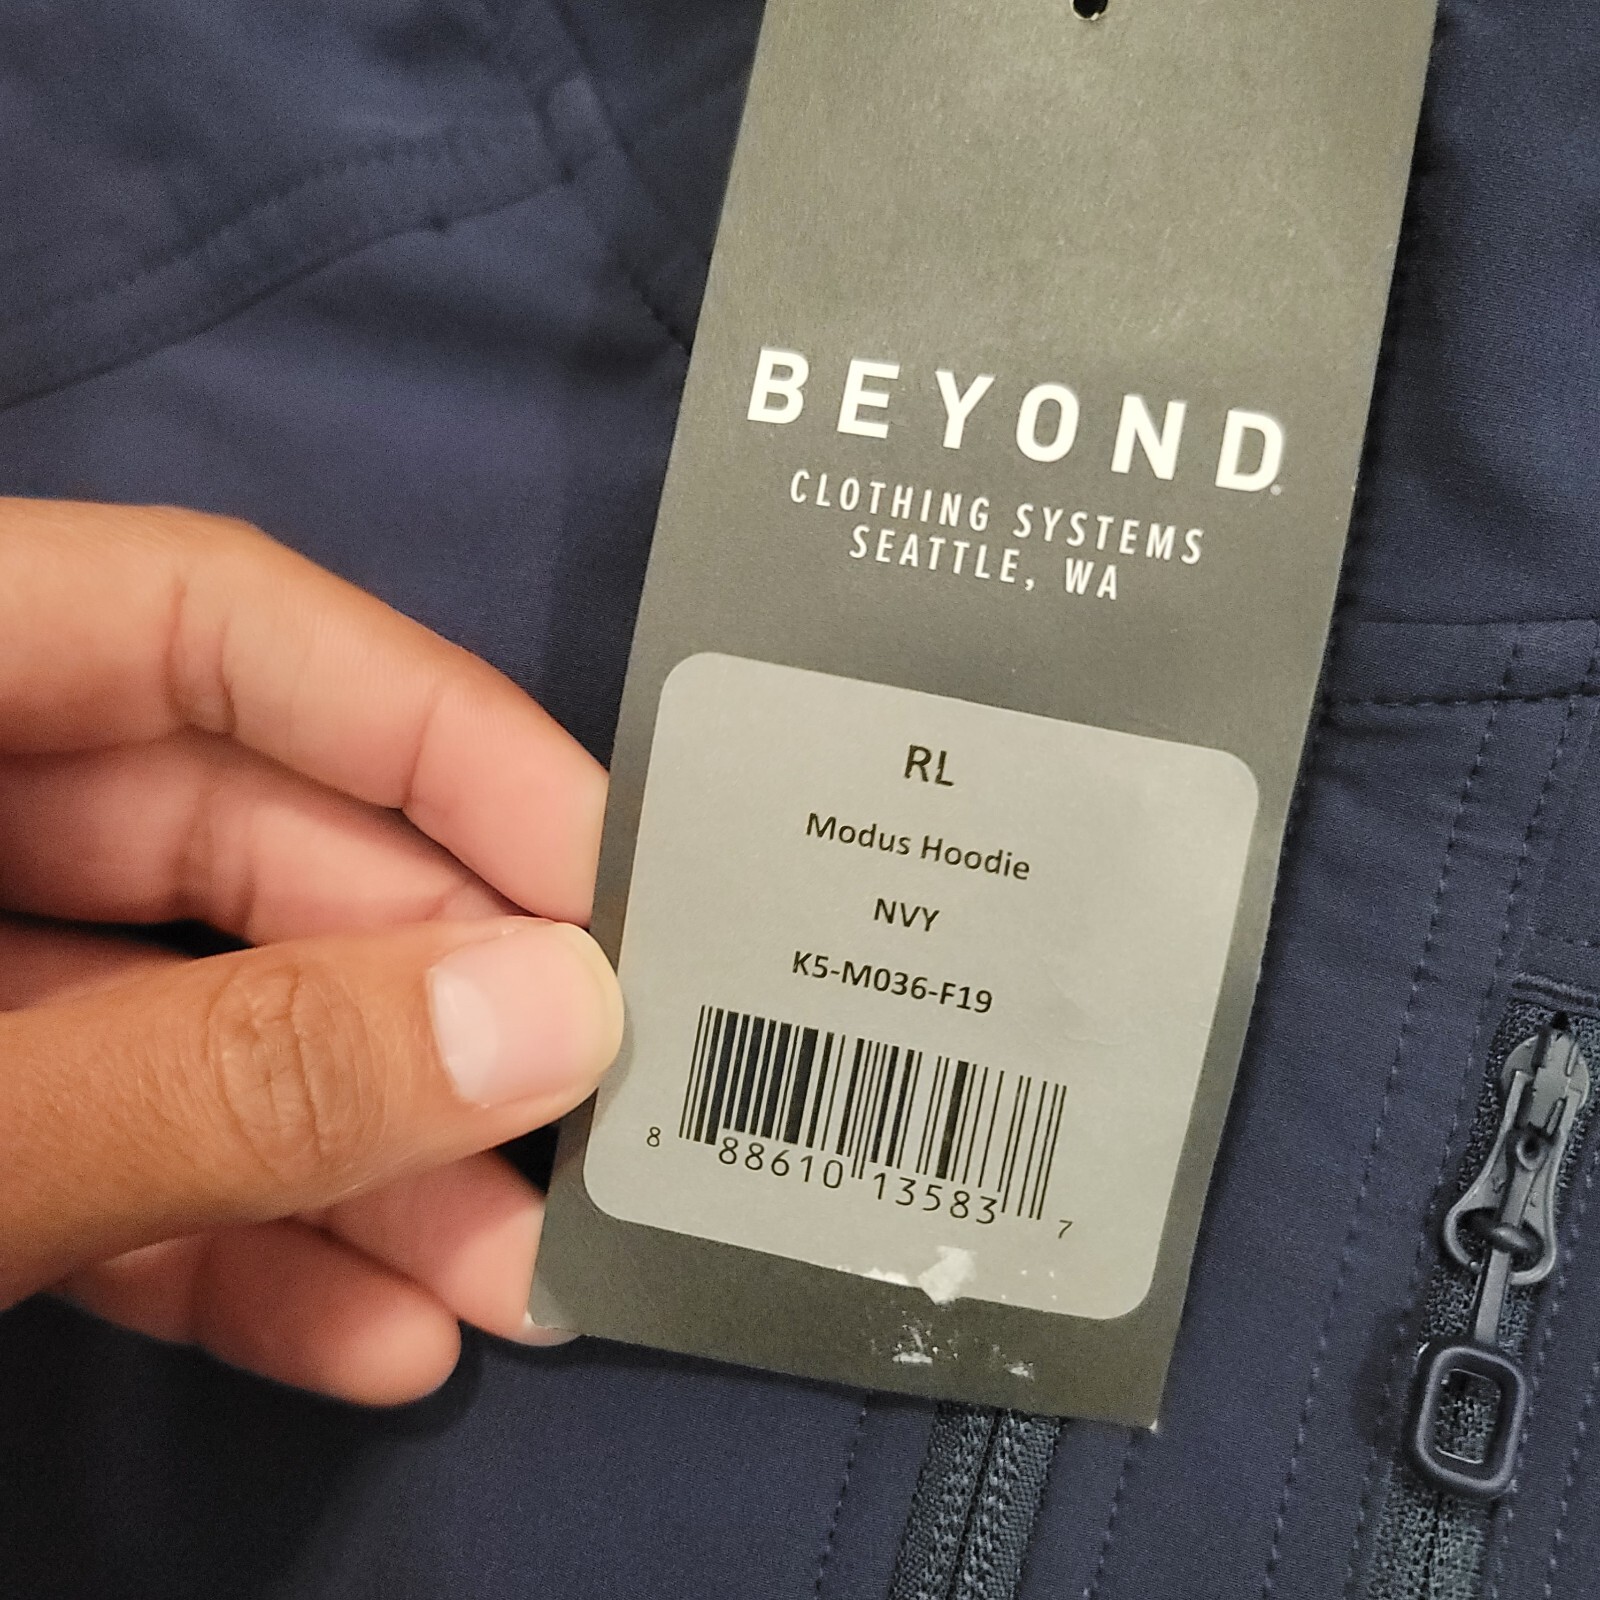 BEYOND
CLOTHING SYSTEMS
SEATTLE, WA
RL
Modus Hoodie
NVY
K5-M036-F19
8 88610 13583 7